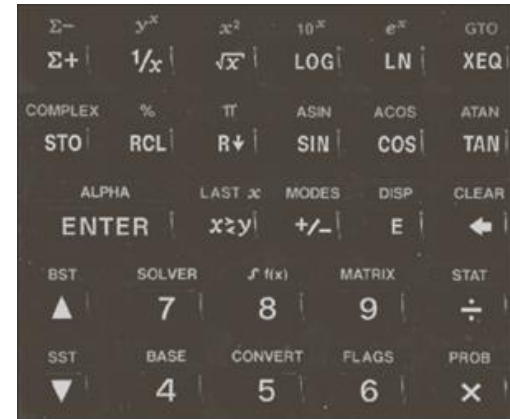 Σ− yˣ x² 10ˣ eˣ GTO
Σ+ 1/x √x LOG LN XEQ
COMPLEX % π ASIN ACOS ATAN
STO RCL R↓ SIN COS TAN
ALPHA LAST x MODES DISP CLEAR
ENTER x≷y +/− E ←
BST SOLVER ∫f(x) MATRIX STAT
▲ 7 8 9 ÷
SST BASE CONVERT FLAGS PROB
▼ 4 5 6 ×